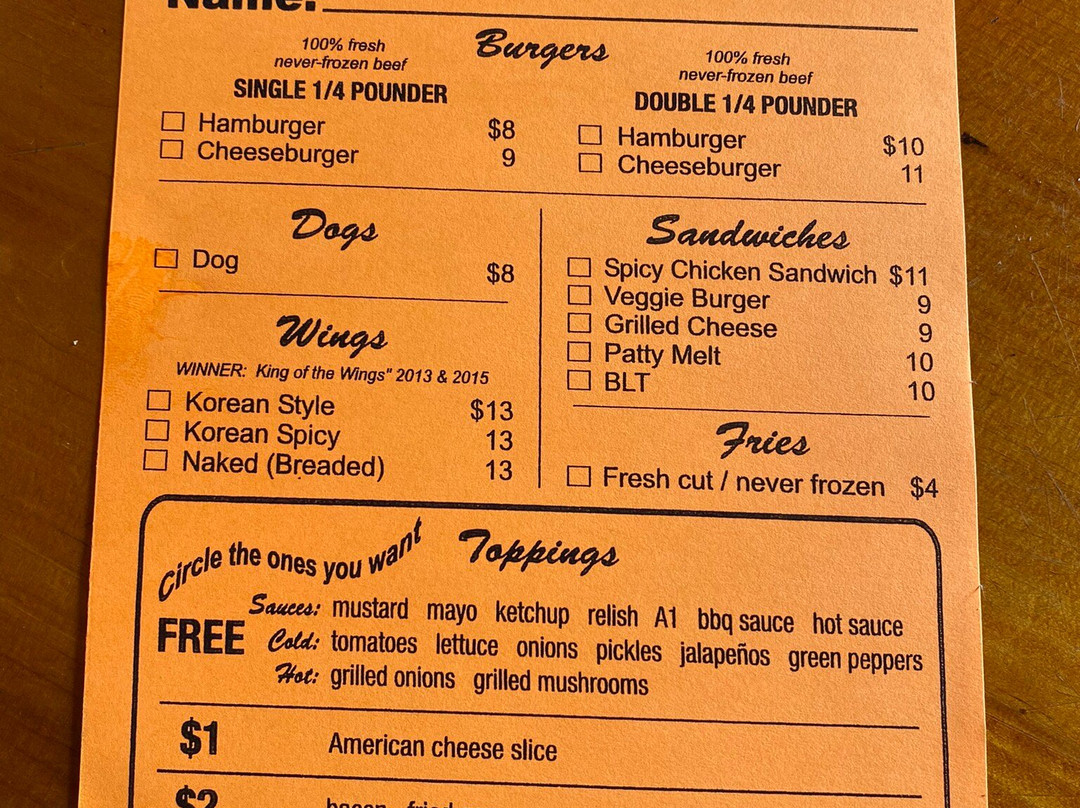 Name:
Burgers
100% fresh
never-frozen beef
SINGLE 1/4 POUNDER
Hamburger $8
Cheeseburger 9
100% fresh
never-frozen beef
DOUBLE 1/4 POUNDER
Hamburger $10
Cheeseburger 11
Dogs
Dog $8
Wings
WINNER: King of the Wings" 2013 & 2015
Korean Style $13
Korean Spicy 13
Naked (Breaded) 13
Sandwiches
Spicy Chicken Sandwich $11
Veggie Burger 9
Grilled Cheese 9
Patty Melt 10
BLT 10
Fries
Fresh cut / never frozen $4
Circle the ones you want
Toppings
FREE
Sauces: mustard mayo ketchup relish A1 bbq sauce hot sauce
Cold: tomatoes lettuce onions pickles jalapeños green peppers
Hot: grilled onions grilled mushrooms
$1 American cheese slice
$2 bacon fried